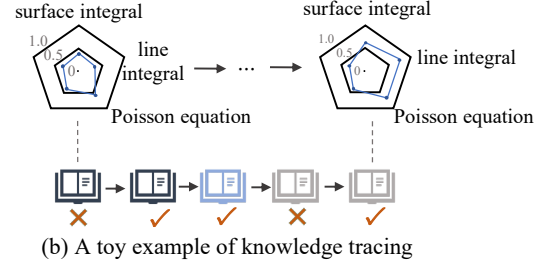 surface integral
1.0
0.5
0
line
integral
Poisson equation
...
surface integral
1.0
0.5
0
line integral
Poisson equation
(b) A toy example of knowledge tracing